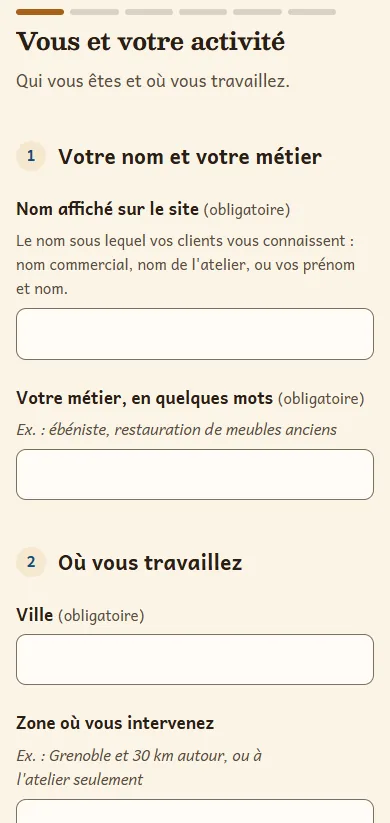 Vous et votre activité
Qui vous êtes et où vous travaillez.
1 Votre nom et votre métier
Nom affiché sur le site (obligatoire)
Le nom sous lequel vos clients vous connaissent :
nom commercial, nom de l'atelier, ou vos prénom
et nom.
Votre métier, en quelques mots (obligatoire)
Ex. : ébéniste, restauration de meubles anciens
2 Où vous travaillez
Ville (obligatoire)
Zone où vous intervenez
Ex. : Grenoble et 30 km autour, ou à
l'atelier seulement